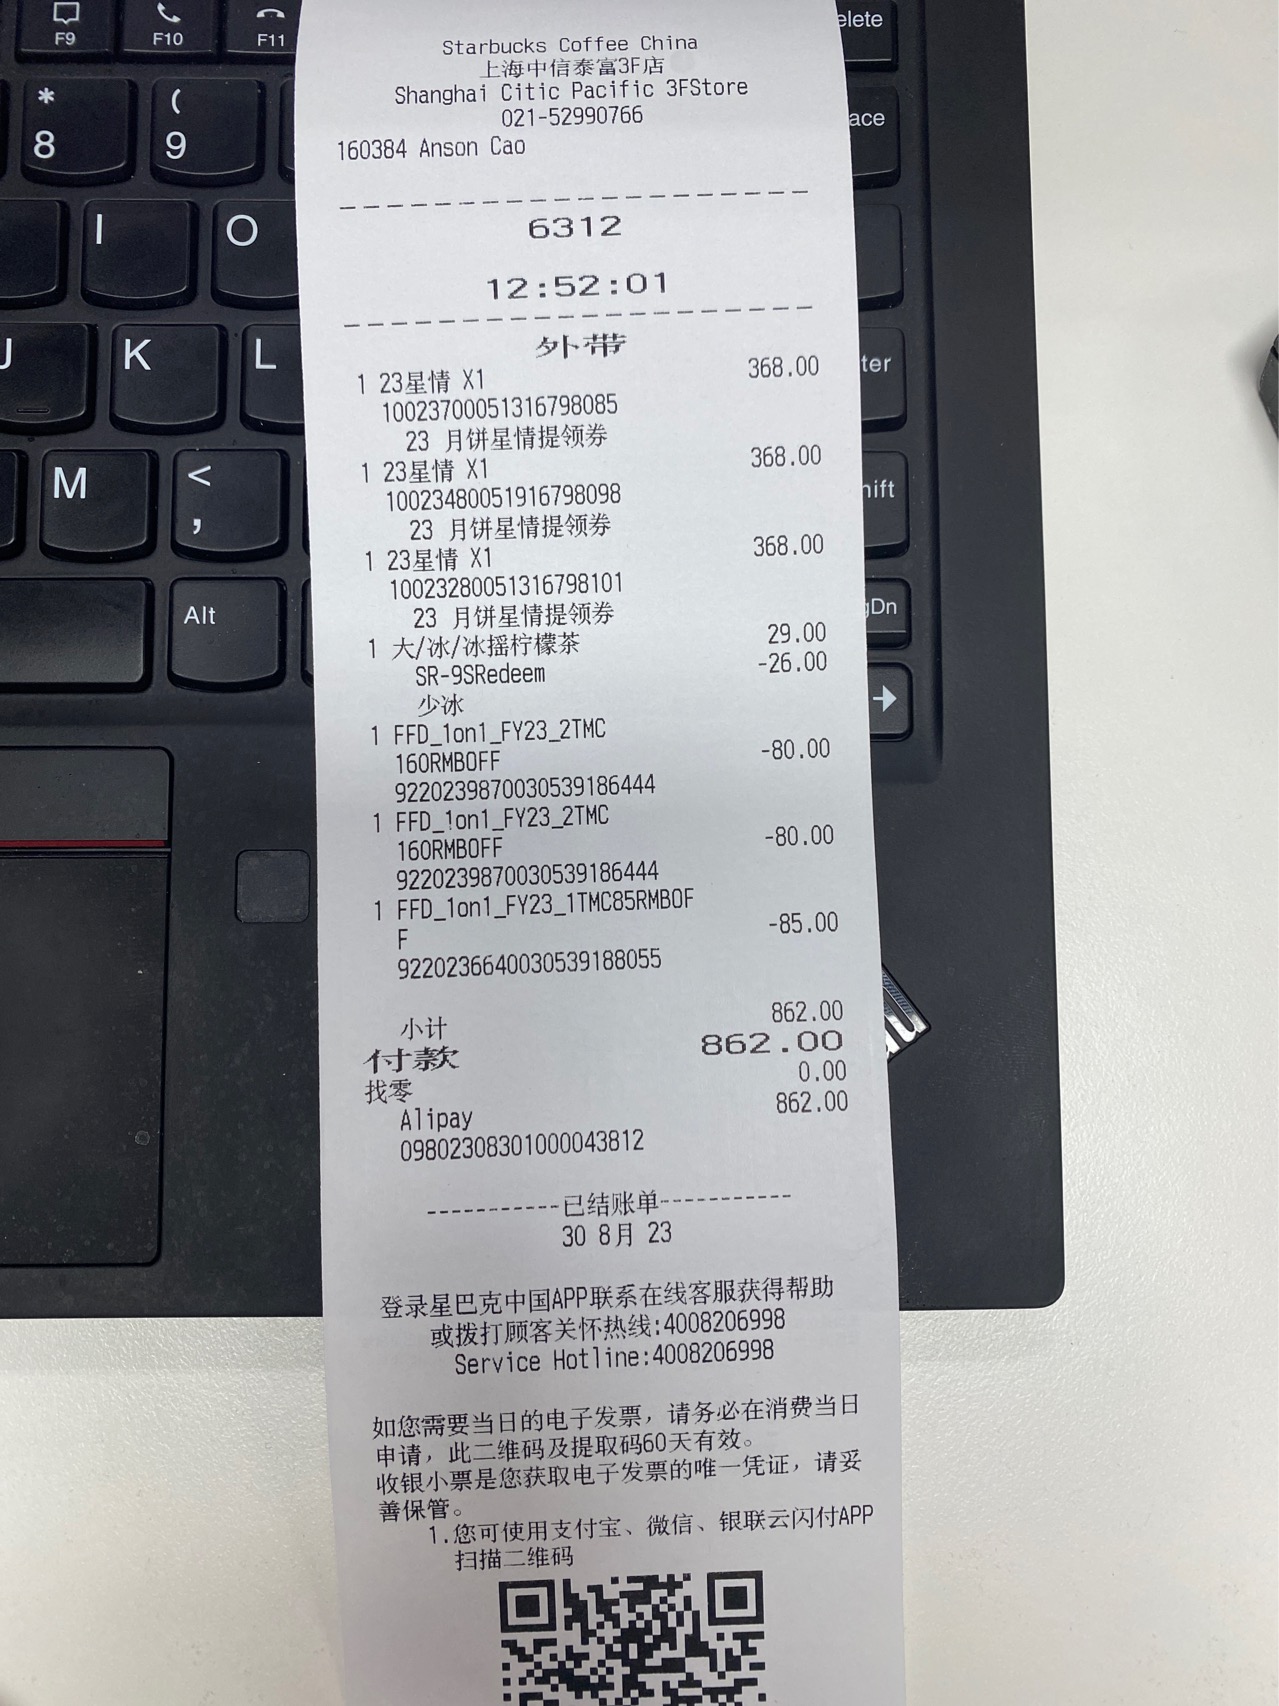 F9
F10
F11
elete
*
8
(
9
ace
I
O
J
K
L
ter
M
<
,
hift
Alt
gDn
→
Starbucks Coffee China
上海中信泰富3F店
Shanghai Citic Pacific 3FStore
021-52990766
160384 Anson Cao
6312
12:52:01
外带
1 23星情 X1 368.00
10023700051316798085
23 月饼星情提领券
1 23星情 X1 368.00
10023480051916798098
23 月饼星情提领券
1 23星情 X1 368.00
10023280051316798101
23 月饼星情提领券
1 大/冰/冰摇柠檬茶 29.00
SR-9SRedeem -26.00
少冰
1 FFD_1on1_FY23_2TMC
160RMBOFF -80.00
9220239870030539186444
1 FFD_1on1_FY23_2TMC
160RMBOFF -80.00
9220239870030539186444
1 FFD_1on1_FY23_1TMC85RMBOF
F -85.00
9220236640030539188055
小计 862.00
付款 862.00
找零 0.00
Alipay 862.00
09802308301000043812
-----------已结账单-----------
30 8月 23
登录星巴克中国APP联系在线客服获得帮助
或拨打顾客关怀热线:4008206998
Service Hotline:4008206998
如您需要当日的电子发票，请务必在消费当日
申请，此二维码及提取码60天有效。
收银小票是您获取电子发票的唯一凭证，请妥
善保管。
1.您可使用支付宝、微信、银联云闪付APP
扫描二维码